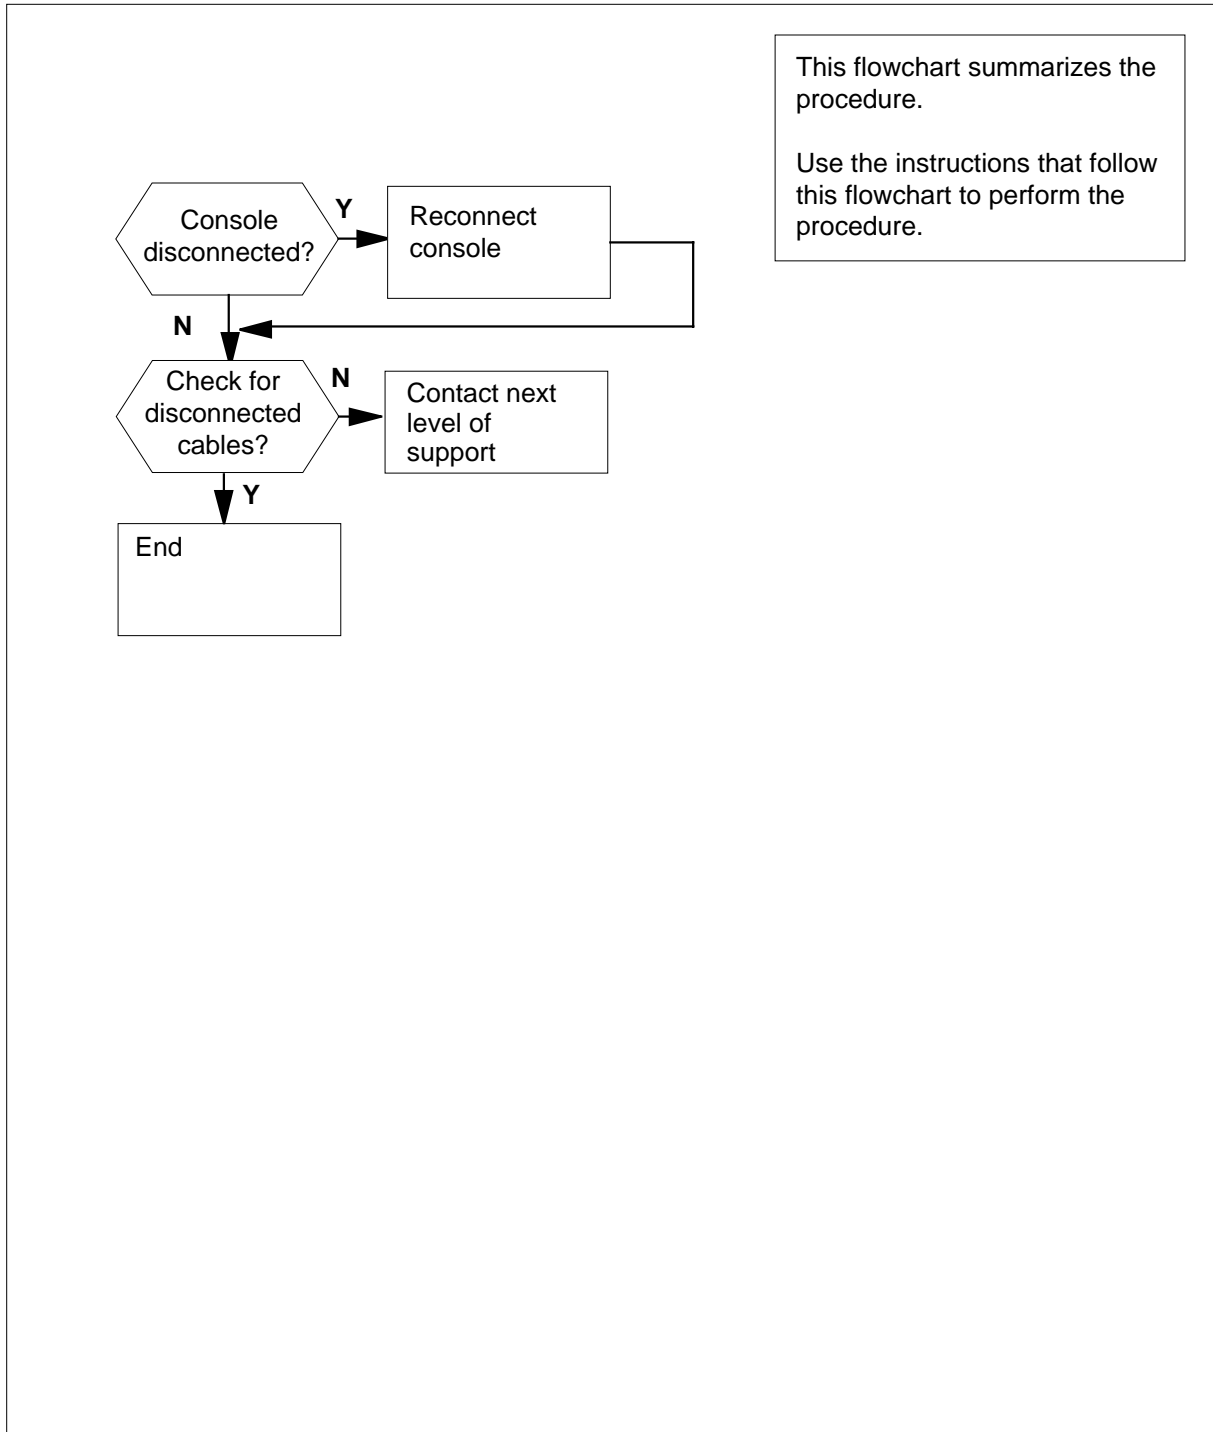 This flowchart summarizes the
procedure.
Use the instructions that follow
this flowchart to perform the
procedure.
Console
disconnected?
Y
Reconnect
console
N
Check for
disconnected
cables?
N
Contact next
level of
support
Y
End